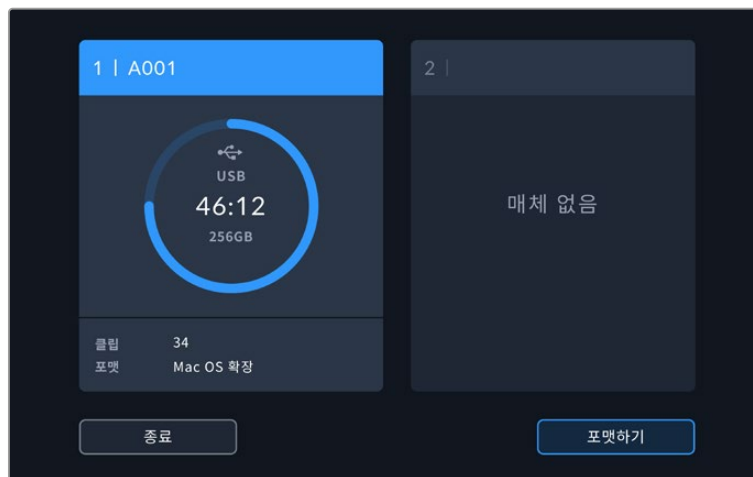 1 | A001
USB
46:12
256GB
클립 34
포맷 Mac OS 확장
2 |
매체 없음
종료
포맷하기